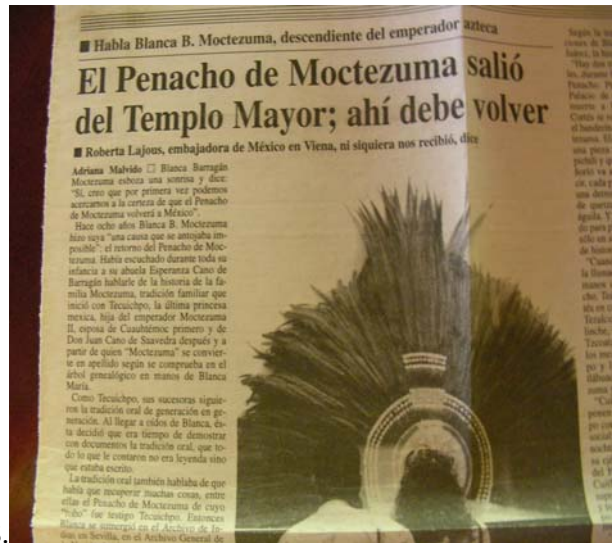 ■ Habla Blanca B. Moctezuma, descendiente del emperador azteca
El Penacho de Moctezuma salió
del Templo Mayor; ahí debe volver
■ Roberta Lajous, embajadora de México en Viena, ni siquiera nos recibió, dice
Adriana Malvido □ Blanca Barragán
Moctezuma esboza una sonrisa y dice:
"Sí, creo que por primera vez podemos
acercarnos a la certeza de que el Penacho
de Moctezuma volverá a México".
Hace ocho años Blanca B. Moctezuma
hizo suya "una causa que se antojaba im-
posible": el retorno del Penacho de Moc-
tezuma. Había escuchado durante toda su
infancia a su abuela Esperanza Cano de
Barragán hablarle de la historia de la fa-
milia Moctezuma, tradición familiar que
inició con Tecuichpo, la última princesa
mexica, hija del emperador Moctezuma
II, esposa de Cuauhtémoc primero y de
Don Juan Cano de Saavedra después y a
partir de quien "Moctezuma" se convier-
te en apellido según se comprueba en el
árbol genealógico en manos de Blanca
María.
Como Tecuichpo, sus sucesoras siguie-
ron la tradición oral de generación en ge-
neración. Al llegar a oídos de Blanca, és-
ta decidió que era tiempo de demostrar
con documentos la tradición oral, que to-
do lo que le contaron no era leyenda sino
que estaba escrito.
La tradición oral también hablaba de que
había que recuperar muchas cosas, entre
ellas el Penacho de Moctezuma de cuyo
"robo" fue testigo Tecuichpo. Entonces
Blanca se sumergió en el Archivo de In-
dias en Sevilla, en el Archivo General de